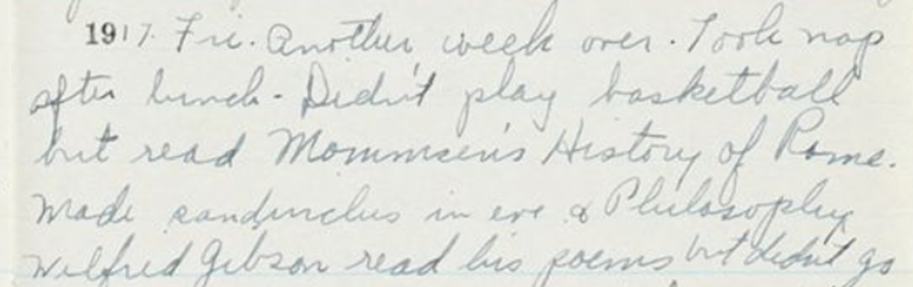 1917. Fri. Another week over. Took nap
after lunch - Didn't play basketball
but read Mommsen's History of Rome.
Made sandwiches in eve & Philosophy
Wilfred Gibson read his poems but didn't go